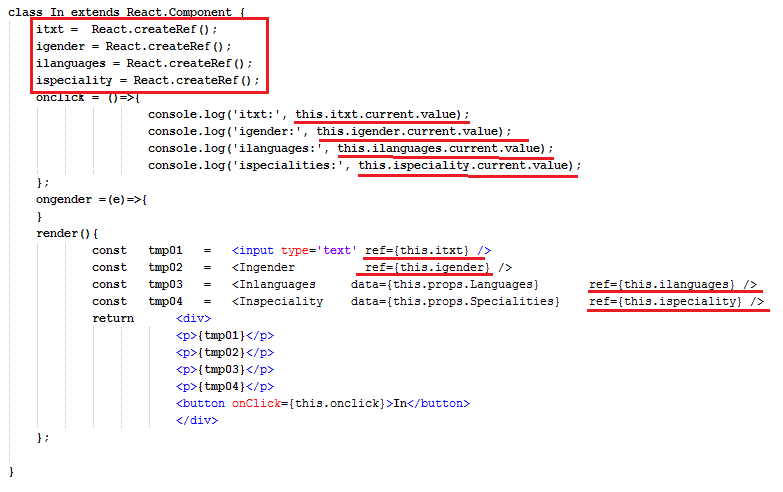 class In extends React.Component {
itxt =  React.createRef();
igender = React.createRef();
ilanguages = React.createRef();
ispeciality = React.createRef();
onclick = ()=>{
console.log('itxt:', this.itxt.current.value);
console.log('igender:', this.igender.current.value);
console.log('ilanguages:', this.ilanguages.current.value);
console.log('ispecialities:', this.ispeciality.current.value);
};
ongender =(e)=>{
}
render(){
const   tmp01   =   <input type='text' ref={this.itxt} />
const   tmp02   =   <Ingender         ref={this.igender} />
const   tmp03   =   <Inlanguages     data={this.props.Languages}       ref={this.ilanguages} />
const   tmp04   =   <Inspeciality    data={this.props.Specialities}    ref={this.ispeciality} />
return      <div>
<p>{tmp01}</p>
<p>{tmp02}</p>
<p>{tmp03}</p>
<p>{tmp04}</p>
<button onClick={this.onclick}>In</button>
</div>
};
}